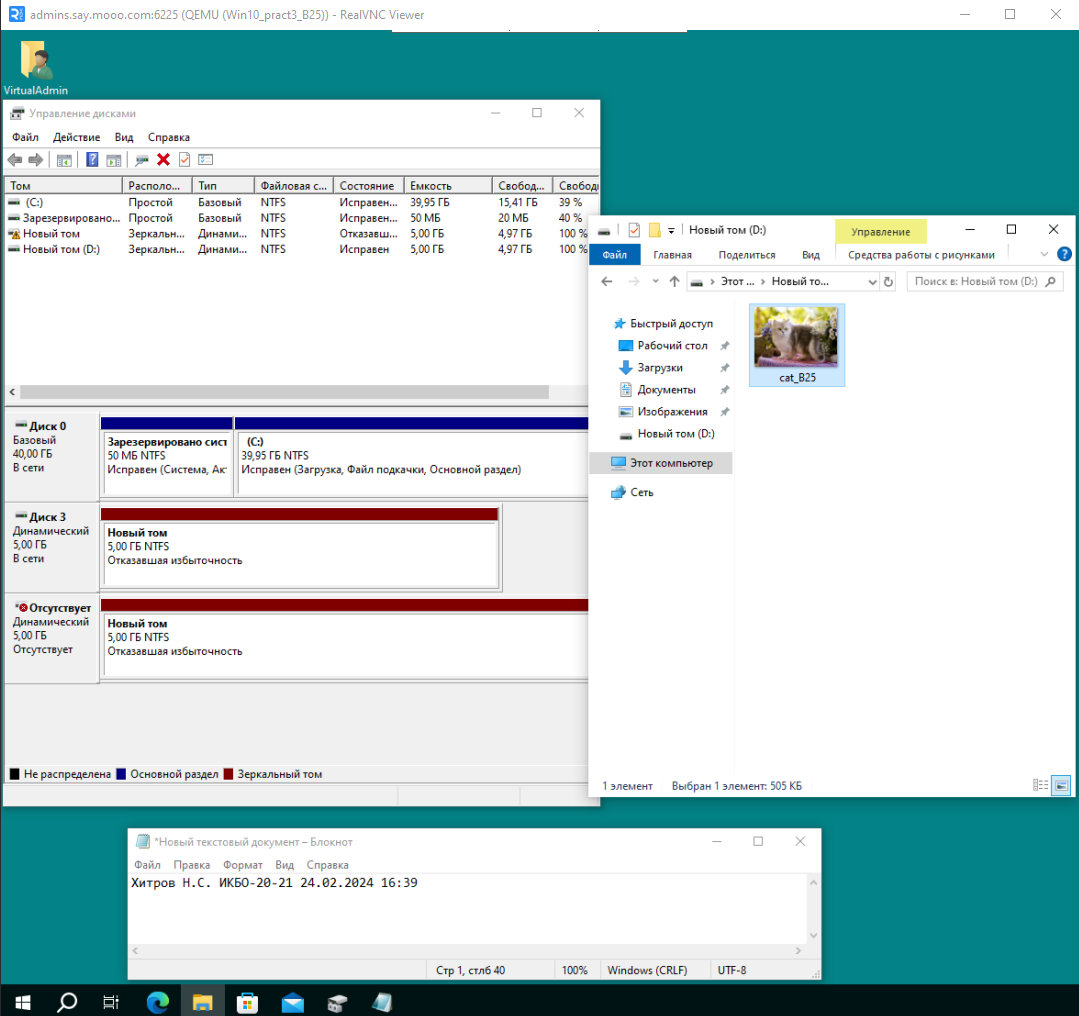 admins.say.mooo.com:6225 (QEMU (Win10_pract3_B25)) - RealVNC Viewer
VirtualAdmin
Управление дисками
Файл Действие Вид Справка
Том Располо... Тип Файловая с... Состояние Емкость Свобод... Свобод
(C:) Простой Базовый NTFS Исправен... 39,95 ГБ 15,41 ГБ 39 %
Зарезервировано... Простой Базовый NTFS Исправен... 50 МБ 20 МБ 40 %
Новый том Зеркальн... Динами... NTFS Отказавш... 5,00 ГБ 4,97 ГБ 100 %
Новый том (D:) Зеркальн... Динами... NTFS Исправен 5,00 ГБ 4,97 ГБ 100 %
Диск 0
Базовый
40,00 ГБ
В сети
Зарезервировано сист
50 МБ NTFS
Исправен (Система, Ак
(C:)
39,95 ГБ NTFS
Исправен (Загрузка, Файл подкачки, Основной раздел)
Диск 3
Динамический
5,00 ГБ
В сети
Новый том
5,00 ГБ NTFS
Отказавшая избыточность
Отсутствует
Динамический
5,00 ГБ
Отсутствует
Новый том
5,00 ГБ NTFS
Отказавшая избыточность
Не распределена Основной раздел Зеркальный том
Новый том (D:) Управление
Файл Главная Поделиться Вид Средства работы с рисунками
Этот ... Новый то... Поиск в: Новый том (D:)
Быстрый доступ
Рабочий стол
Загрузки
Документы
Изображения
Новый том (D:)
Этот компьютер
Сеть
cat_B25
1 элемент Выбран 1 элемент: 505 КБ
*Новый текстовый документ – Блокнот
Файл Правка Формат Вид Справка
Хитров Н.С. ИКБО-20-21 24.02.2024 16:39
Стр 1, стлб 40 100% Windows (CRLF) UTF-8